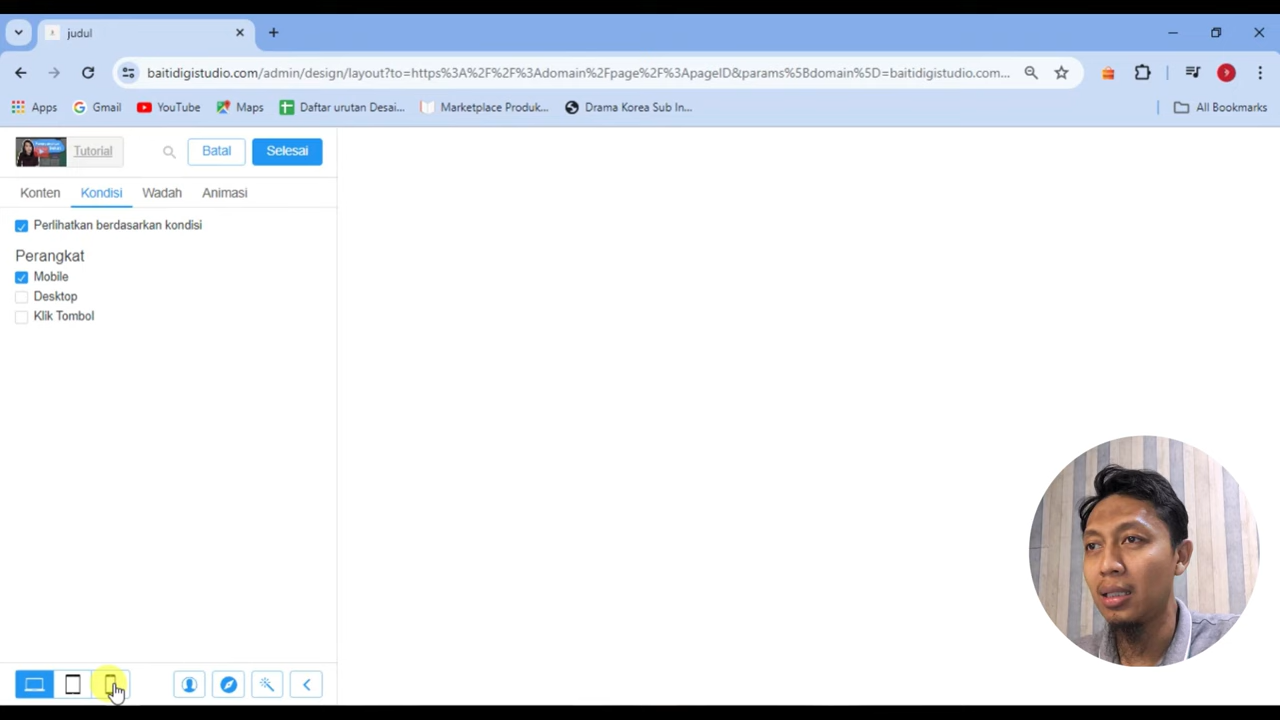 judul
baitidigistudio.com/admin/design/layout?to=https%3A%2F%2F%3Adomain%2Fpage%2F%3ApageID&params%5Bdomain%5D=baitidigistudio.com...
Apps Gmail YouTube Maps Daftar urutan Desai... Marketplace Produk... Drama Korea Sub In... All Bookmarks
Tutorial Batal Selesai
Konten Kondisi Wadah Animasi
Perlihatkan berdasarkan kondisi
Perangkat
Mobile
Desktop
Klik Tombol